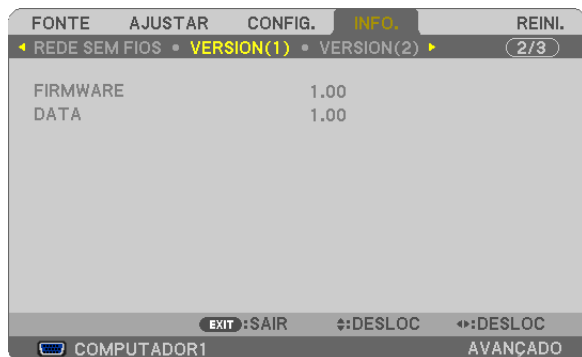 FONTE AJUSTAR CONFIG. INFO. REINI.
REDE SEM FIOS • VERSION(1) • VERSION(2) 2/3
FIRMWARE 1.00
DATA 1.00
EXIT :SAIR :DESLOC :DESLOC
COMPUTADOR1 AVANÇADO